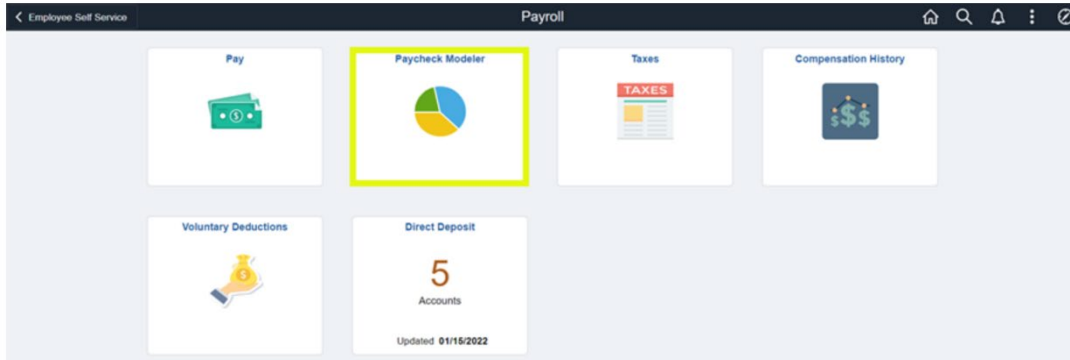 Employee Self Service
Payroll
Pay
Paycheck Modeler
Taxes
Compensation History
TAXES
$
$$$
Voluntary Deductions
Direct Deposit
$
5
Accounts
Updated 01/15/2022